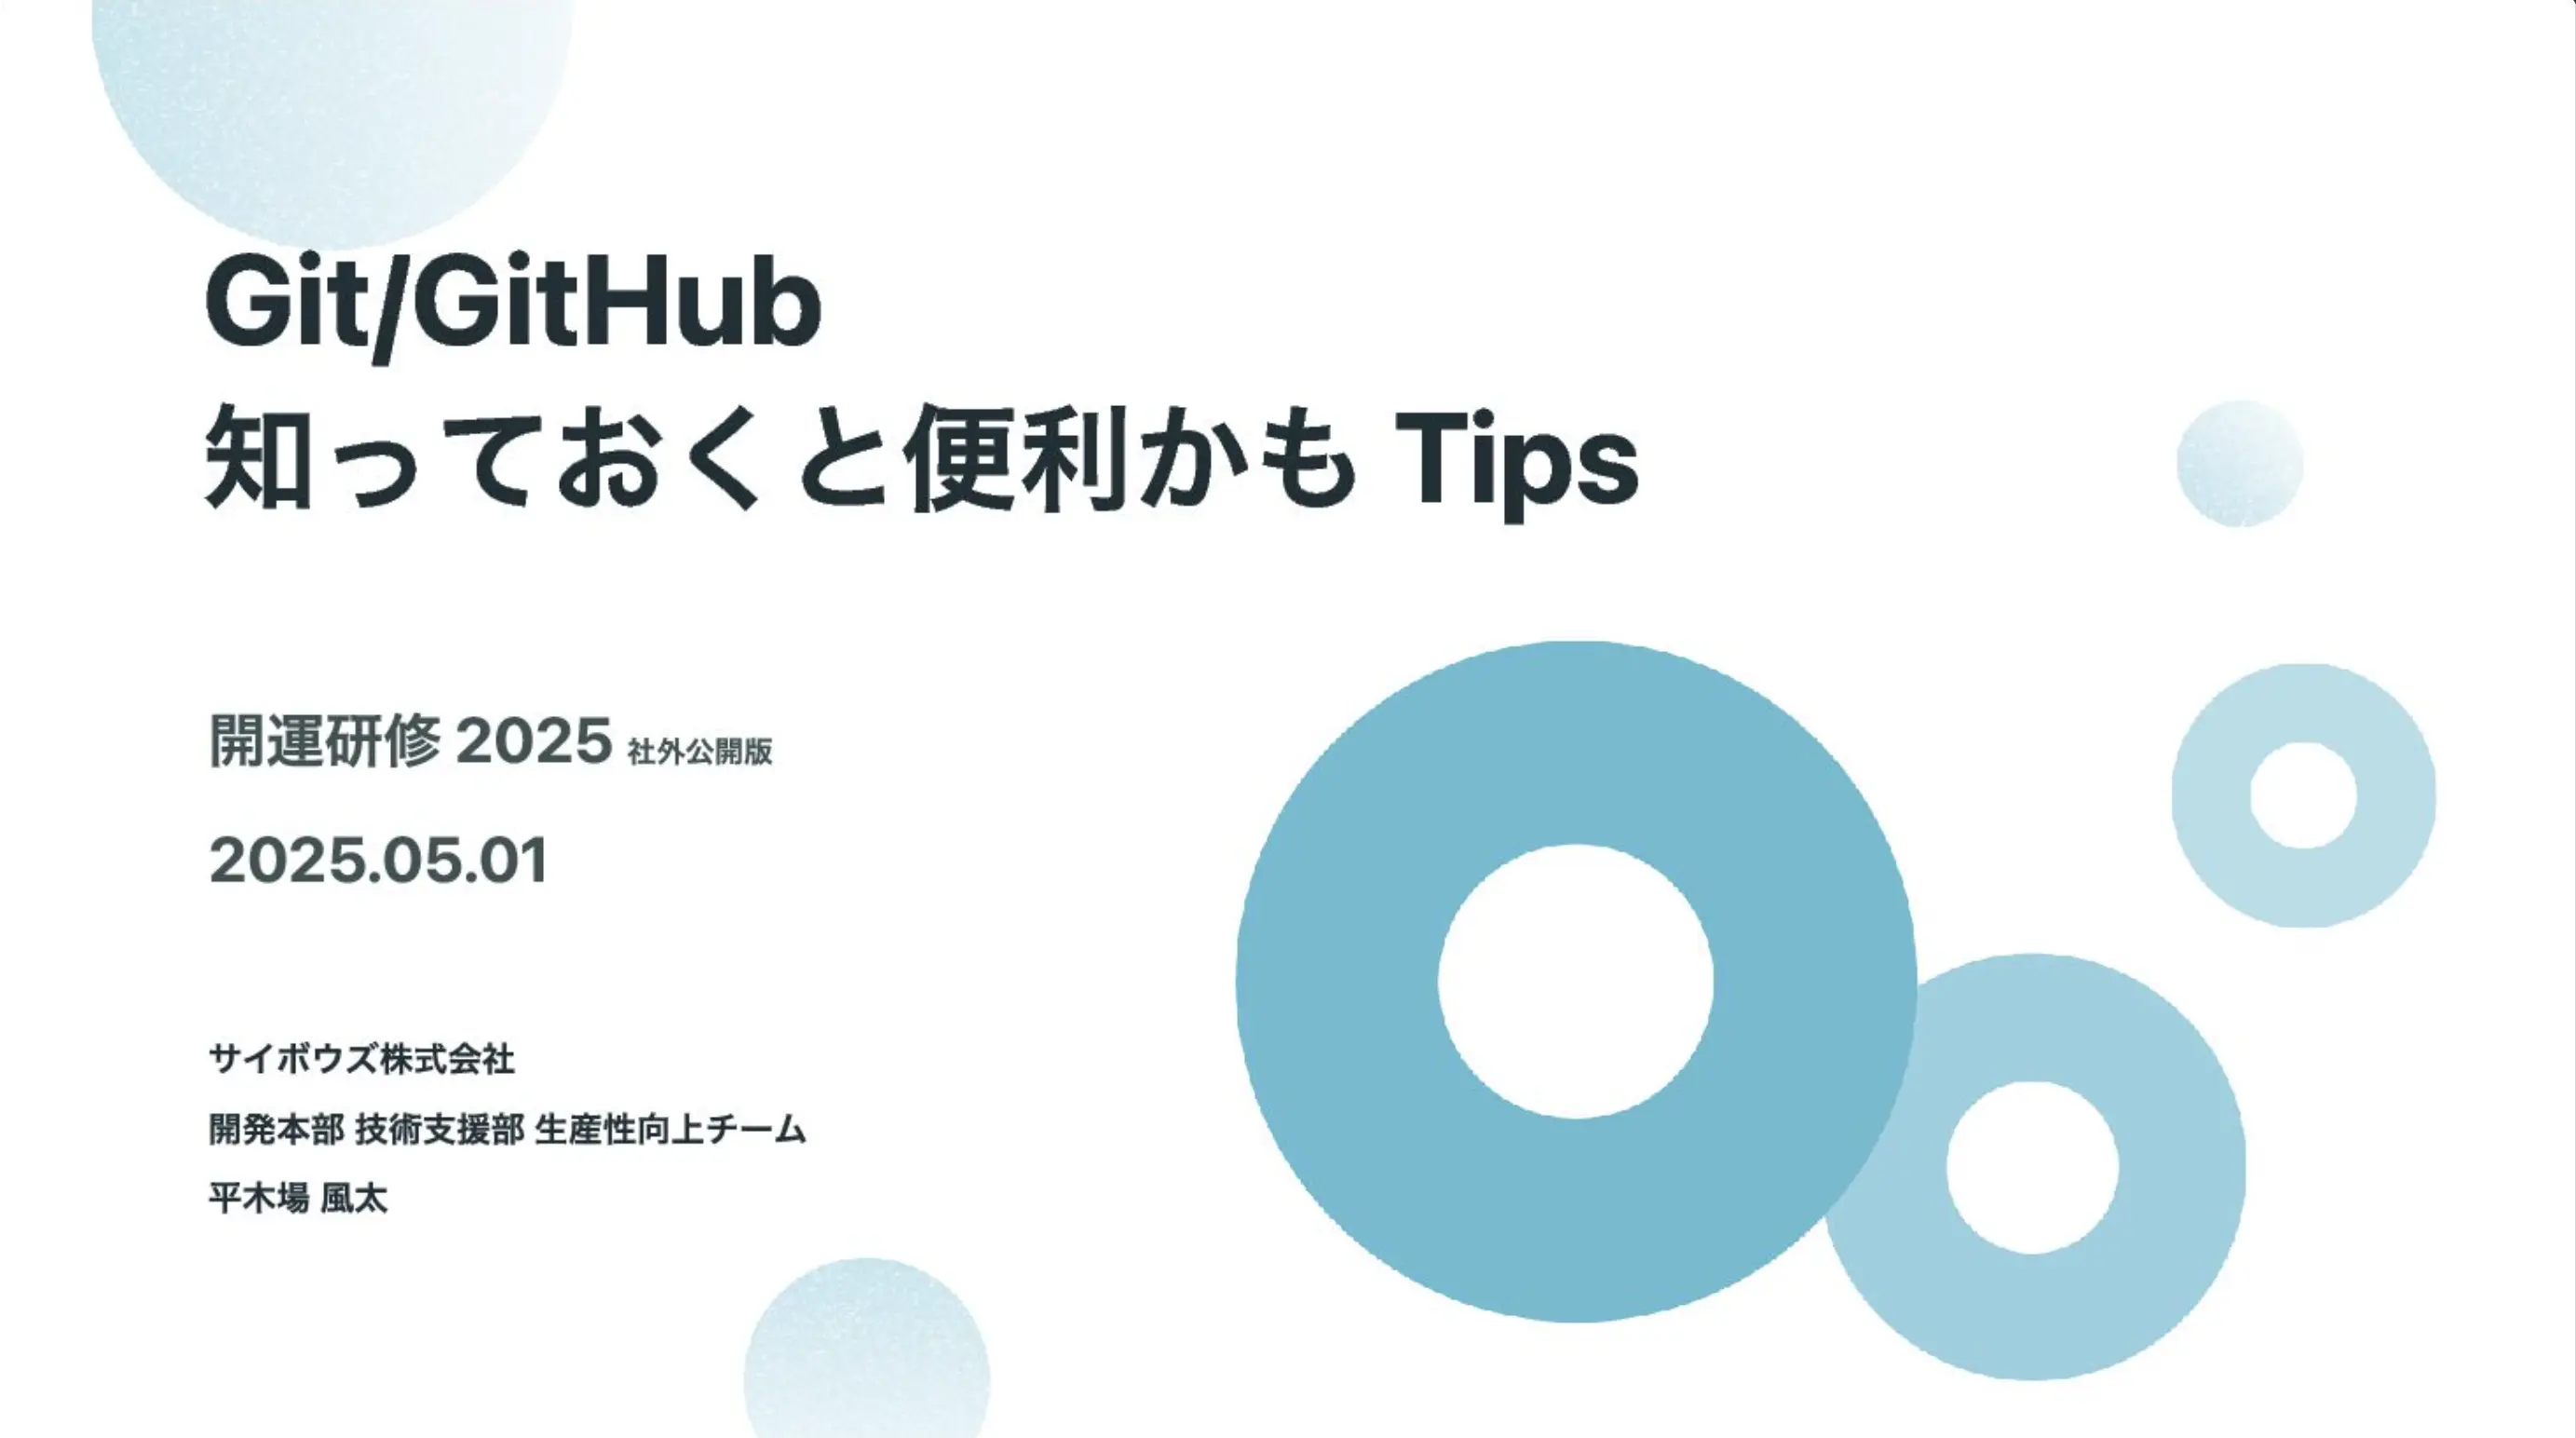 Git/GitHub
知っておくと便利かも Tips
開運研修 2025 社外公開版
2025.05.01
サイボウズ株式会社
開発本部 技術支援部 生産性向上チーム
平木場 風太